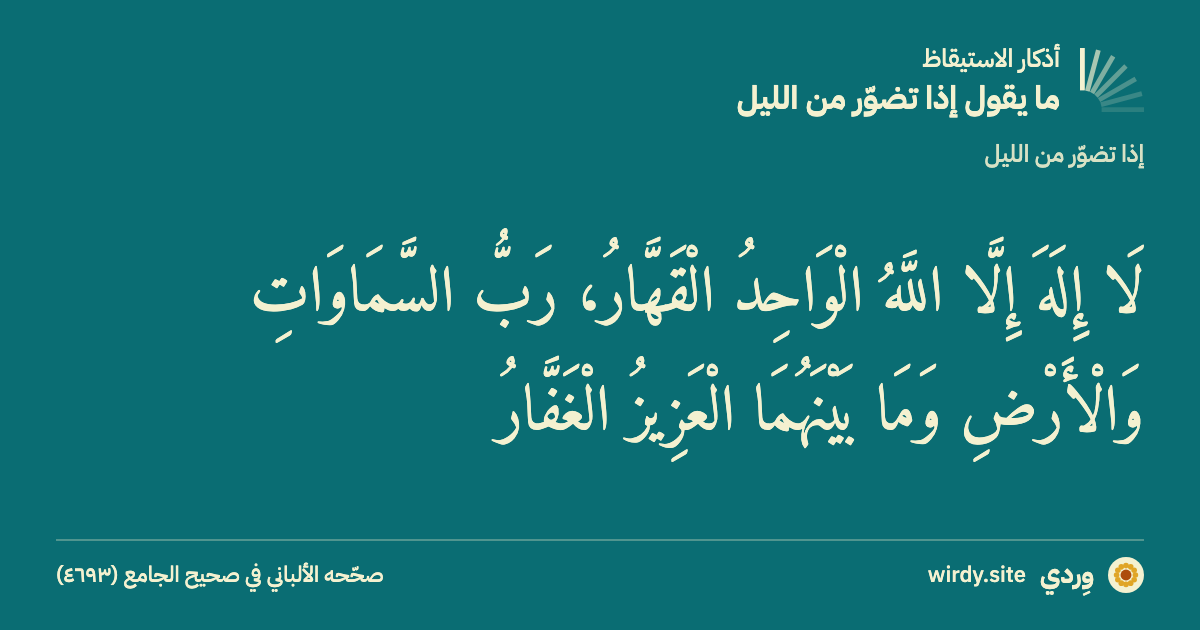 أذكار الاستيقاظ
ما يقول إذا تضوّر من الليل
إذا تضوّر من الليل
لَا إِلَهَ إِلَّا اللَّهُ الْوَاحِدُ الْقَهَّارُ، رَبُّ السَّمَاوَاتِ
وَالْأَرْضِ وَمَا بَيْنَهُمَا الْعَزِيزُ الْغَفَّارُ
وِردي wirdy.site
صحّحه الألباني في صحيح الجامع (٤٦٩٣)